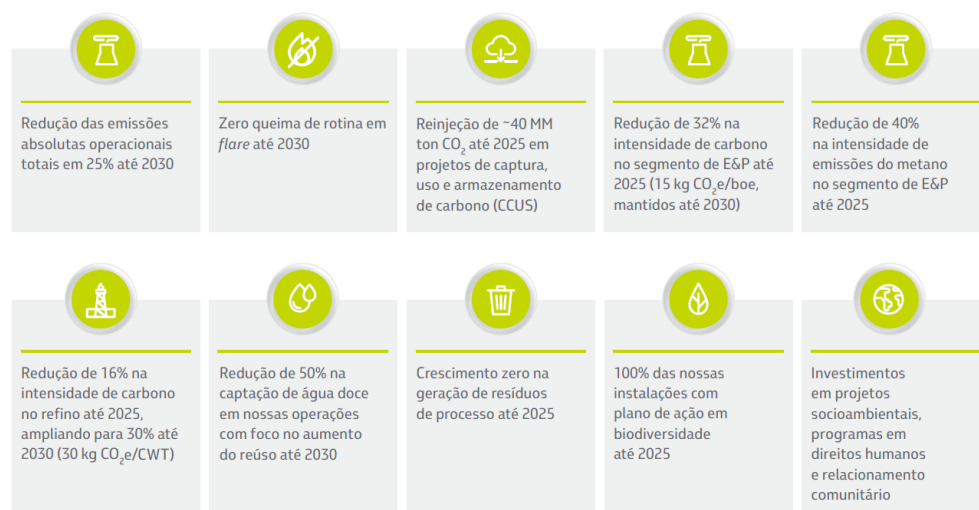 Redução das emissões
absolutas operacionais
totais em 25% até 2030
Zero queima de rotina em
flare até 2030
Reinjeção de ~40 MM
ton CO₂ até 2025 em
projetos de captura,
uso e armazenamento
de carbono (CCUS)
Redução de 32% na
intensidade de carbono
no segmento de E&P até
2025 (15 kg CO₂e/boe,
mantidos até 2030)
Redução de 40%
na intensidade de
emissões do metano
no segmento de E&P
até 2025
Redução de 16% na
intensidade de carbono
no refino até 2025,
ampliando para 30% até
2030 (30 kg CO₂e/CWT)
Redução de 50% na
captação de água doce
em nossas operações
com foco no aumento
do reúso até 2030
Crescimento zero na
geração de resíduos
de processo até 2025
100% das nossas
instalações com
plano de ação em
biodiversidade
até 2025
Investimentos
em projetos
socioambientais,
programas em
direitos humanos
e relacionamento
comunitário